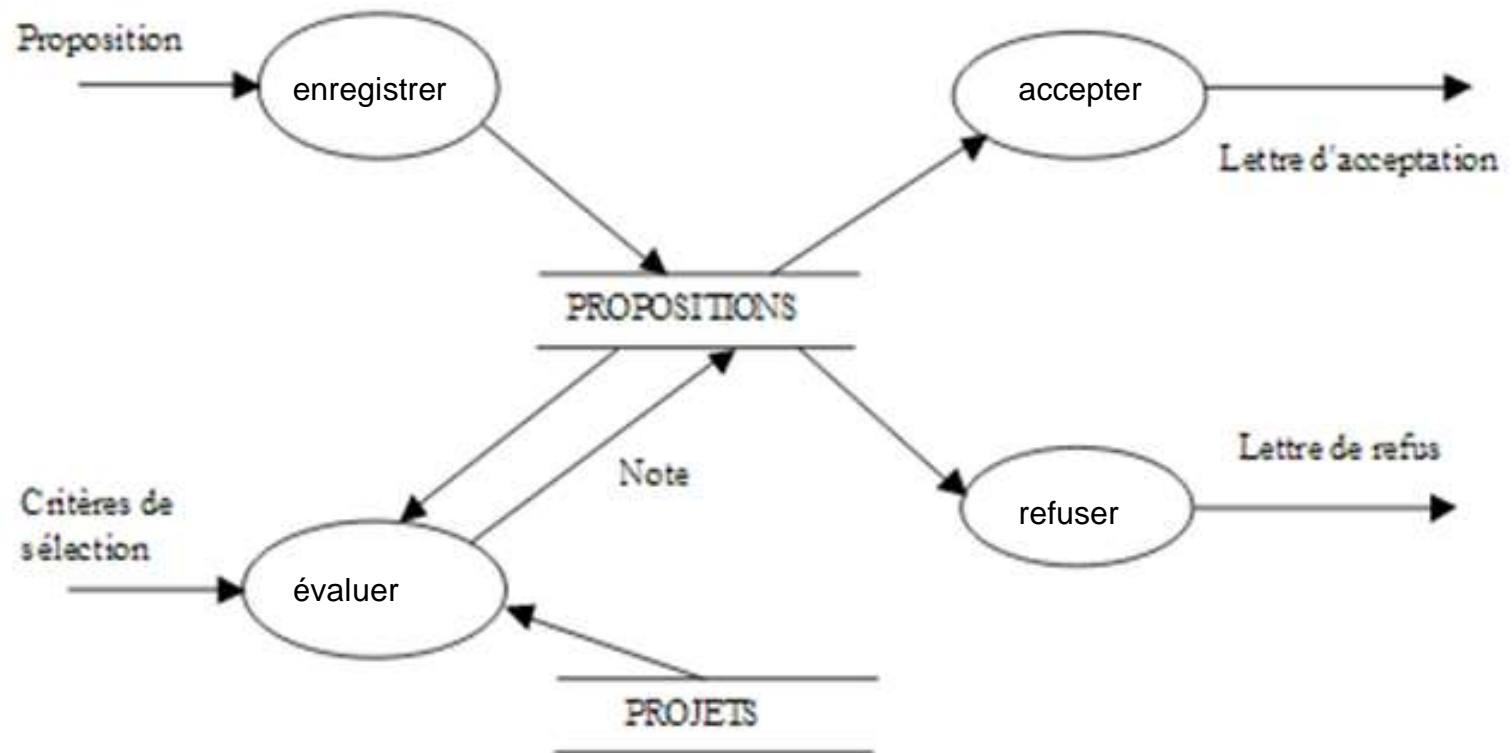 Proposition
enregistrer
accepter
Lettre d'acceptation
PROPOSITIONS
Note
Lettre de refus
Critères de
sélection
refuser
évaluer
PROJETS